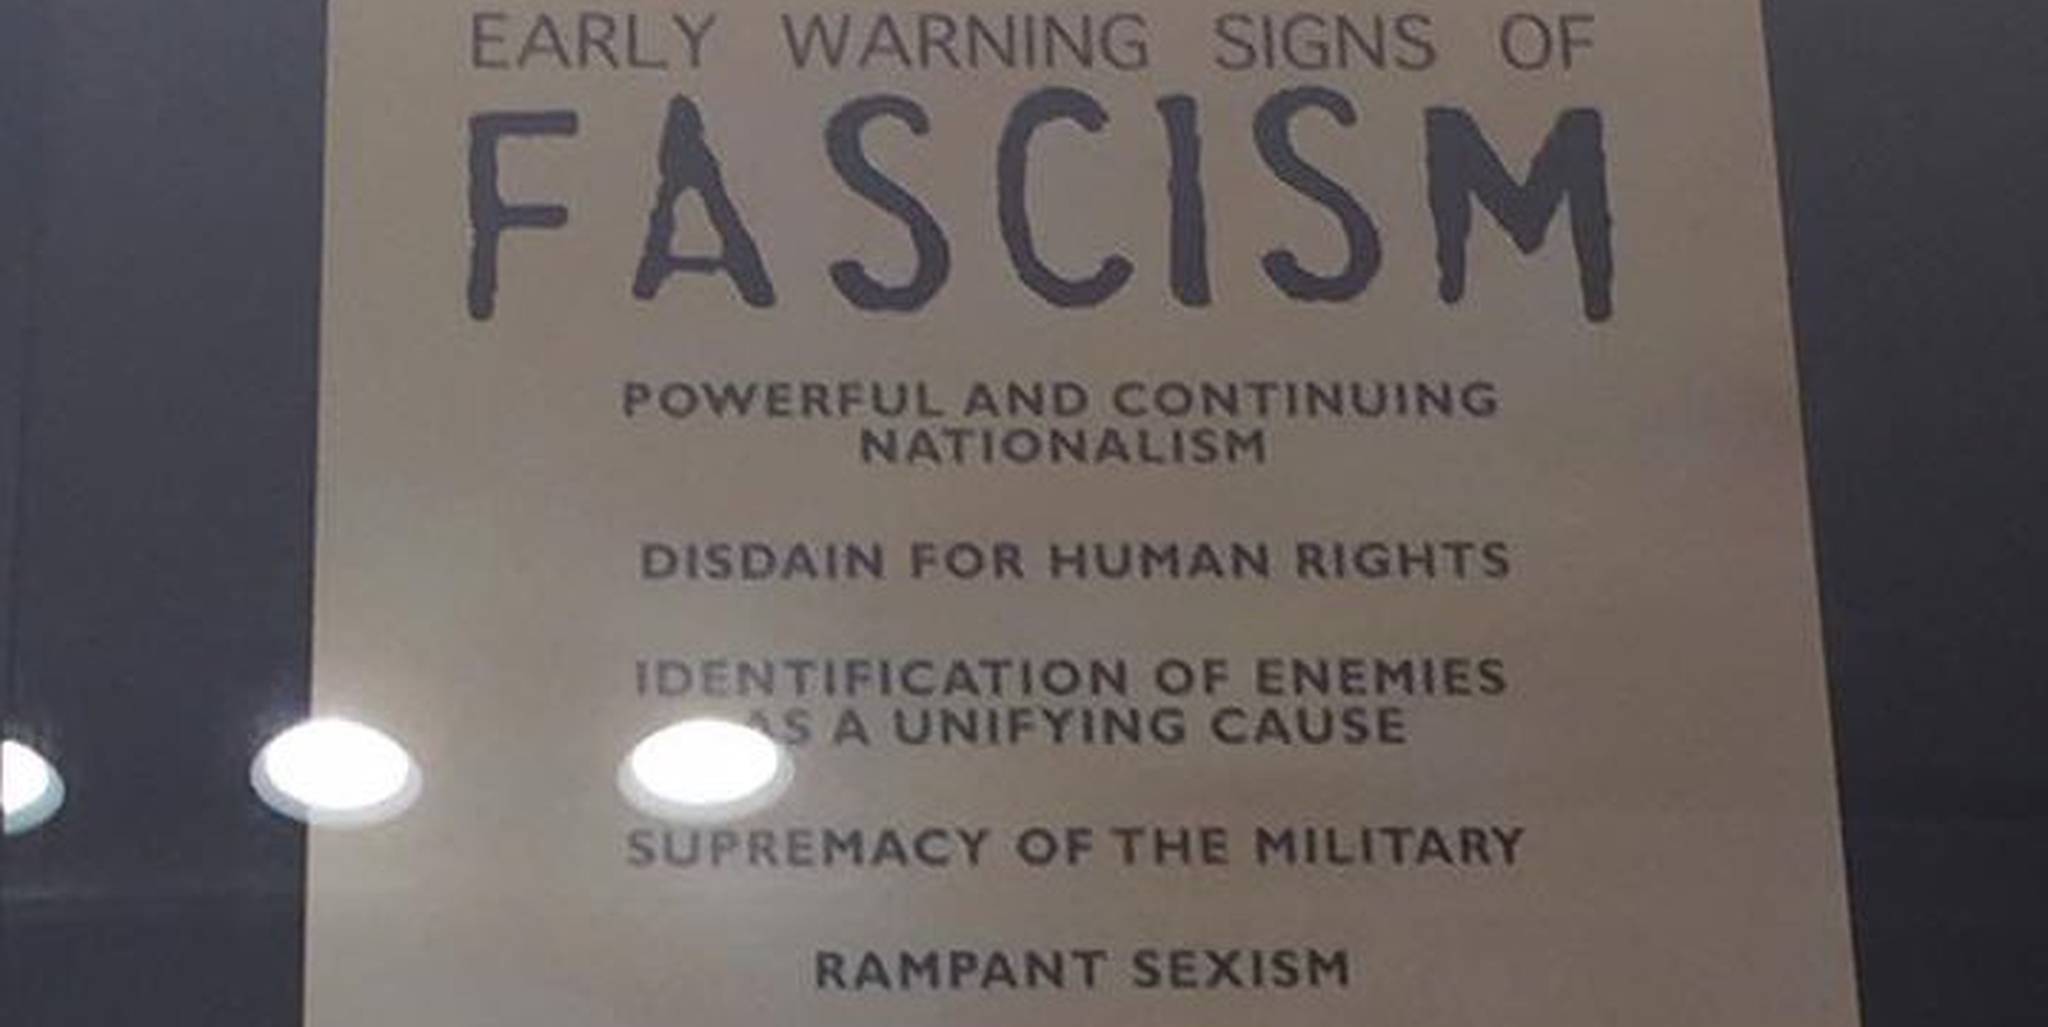 EARLY WARNING SIGNS OF
FASCISM
POWERFUL AND CONTINUING
NATIONALISM
DISDAIN FOR HUMAN RIGHTS
IDENTIFICATION OF ENEMIES
AS A UNIFYING CAUSE
SUPREMACY OF THE MILITARY
RAMPANT SEXISM